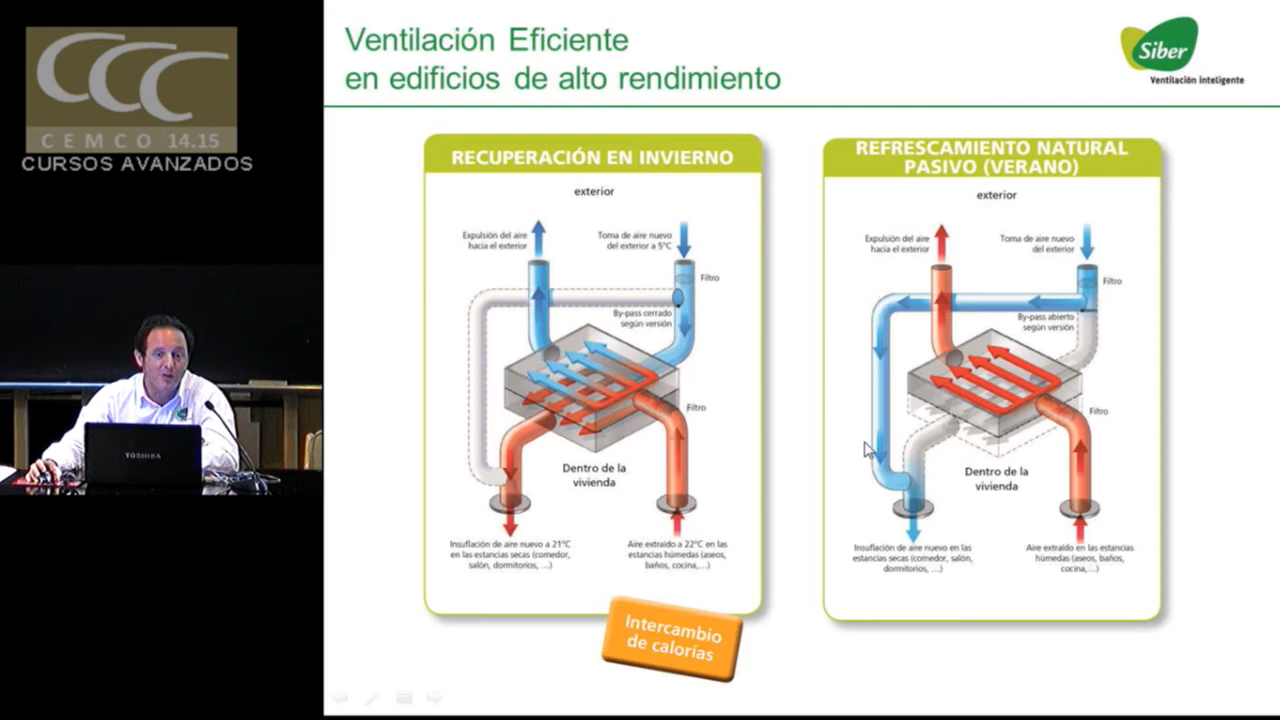 CCC
CEMCO 14.15
CURSOS AVANZADOS
TOSHIBA
Ventilación Eficiente
en edificios de alto rendimiento
Siber
Ventilación inteligente
RECUPERACIÓN EN INVIERNO
exterior
Expulsión del aire
hacia el exterior
Toma de aire nuevo
del exterior a 5ºC
Filtro
By-pass cerrado
según versión
Filtro
Dentro de la
vivienda
Insuflación de aire nuevo a 21ºC
en las estancias secas (comedor,
salón, dormitorios, ...)
Aire extraído a 22ºC en las
estancias húmedas (aseos,
baños, cocina,...)
Intercambio
de calorías
REFRESCAMIENTO NATURAL
PASIVO (VERANO)
exterior
Expulsión del aire
hacia el exterior
Toma de aire nuevo
del exterior
Filtro
By-pass abierto
según versión
Filtro
Dentro de la
vivienda
Insuflación de aire nuevo en las
estancias secas (comedor, salón,
dormitorios, ...)
Aire extraído en las estancias
húmedas (aseos, baños,
cocina,...)